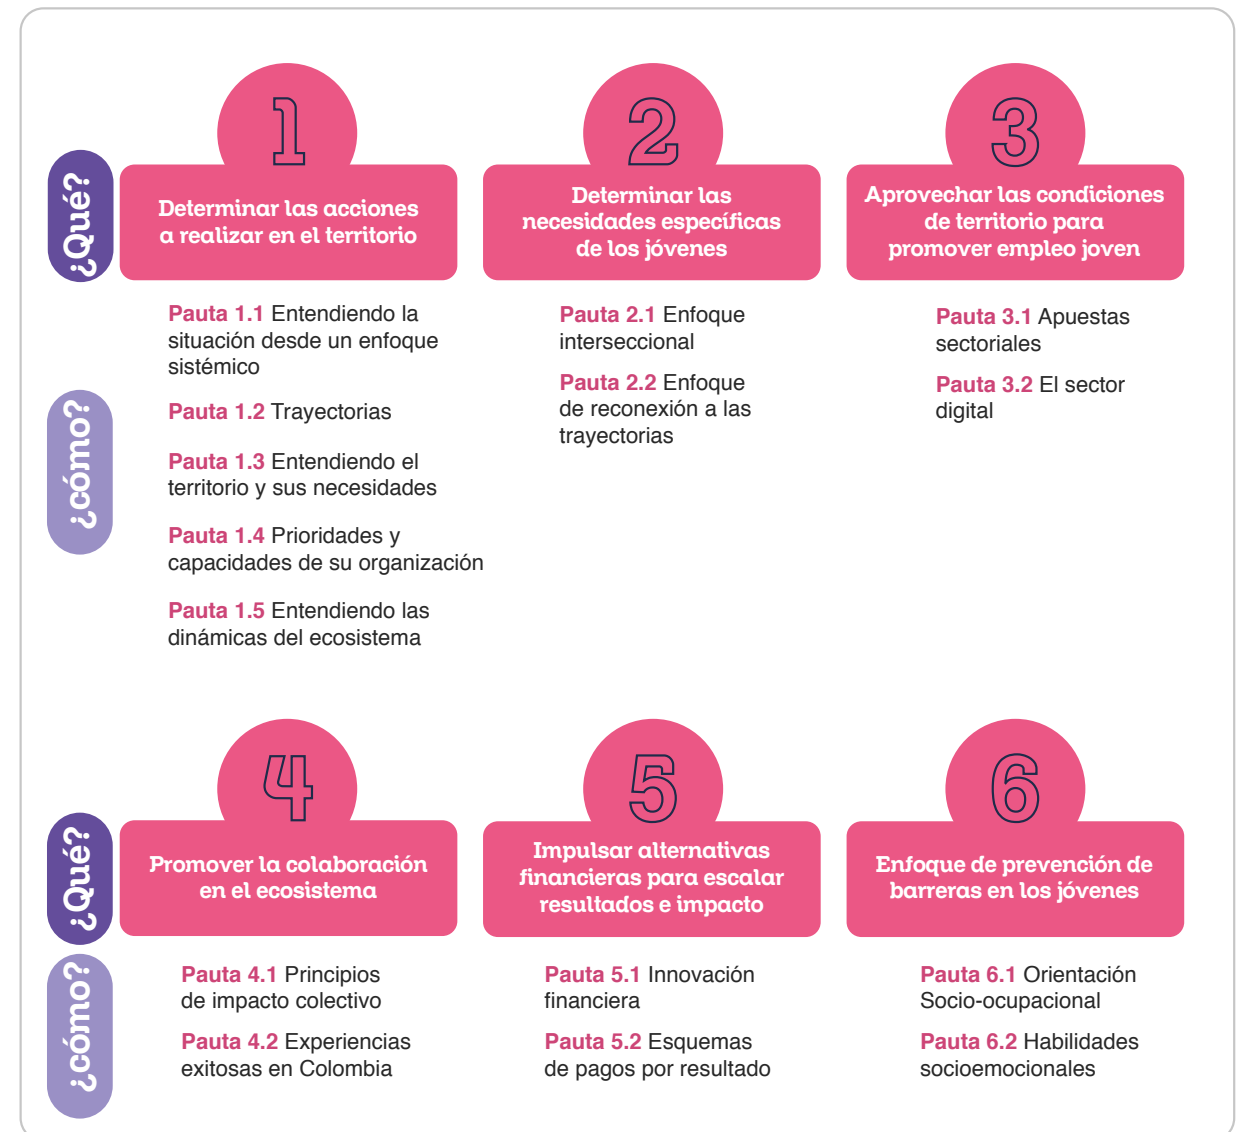 ¿Qué?
1
Determinar las acciones
a realizar en el territorio
2
Determinar las
necesidades específicas
de los jóvenes
3
Aprovechar las condiciones
de territorio para
promover empleo joven
¿cómo?
Pauta 1.1 Entendiendo la
situación desde un enfoque
sistémico
Pauta 1.2 Trayectorias
Pauta 1.3 Entendiendo el
territorio y sus necesidades
Pauta 1.4 Prioridades y
capacidades de su organización
Pauta 1.5 Entendiendo las
dinámicas del ecosistema
Pauta 2.1 Enfoque
interseccional
Pauta 2.2 Enfoque
de reconexión a las
trayectorias
Pauta 3.1 Apuestas
sectoriales
Pauta 3.2 El sector
digital
¿Qué?
4
Promover la colaboración
en el ecosistema
5
Impulsar alternativas
financieras para escalar
resultados e impacto
6
Enfoque de prevención de
barreras en los jóvenes
¿cómo?
Pauta 4.1 Principios
de impacto colectivo
Pauta 4.2 Experiencias
exitosas en Colombia
Pauta 5.1 Innovación
financiera
Pauta 5.2 Esquemas
de pagos por resultado
Pauta 6.1 Orientación
Socio-ocupacional
Pauta 6.2 Habilidades
socioemocionales